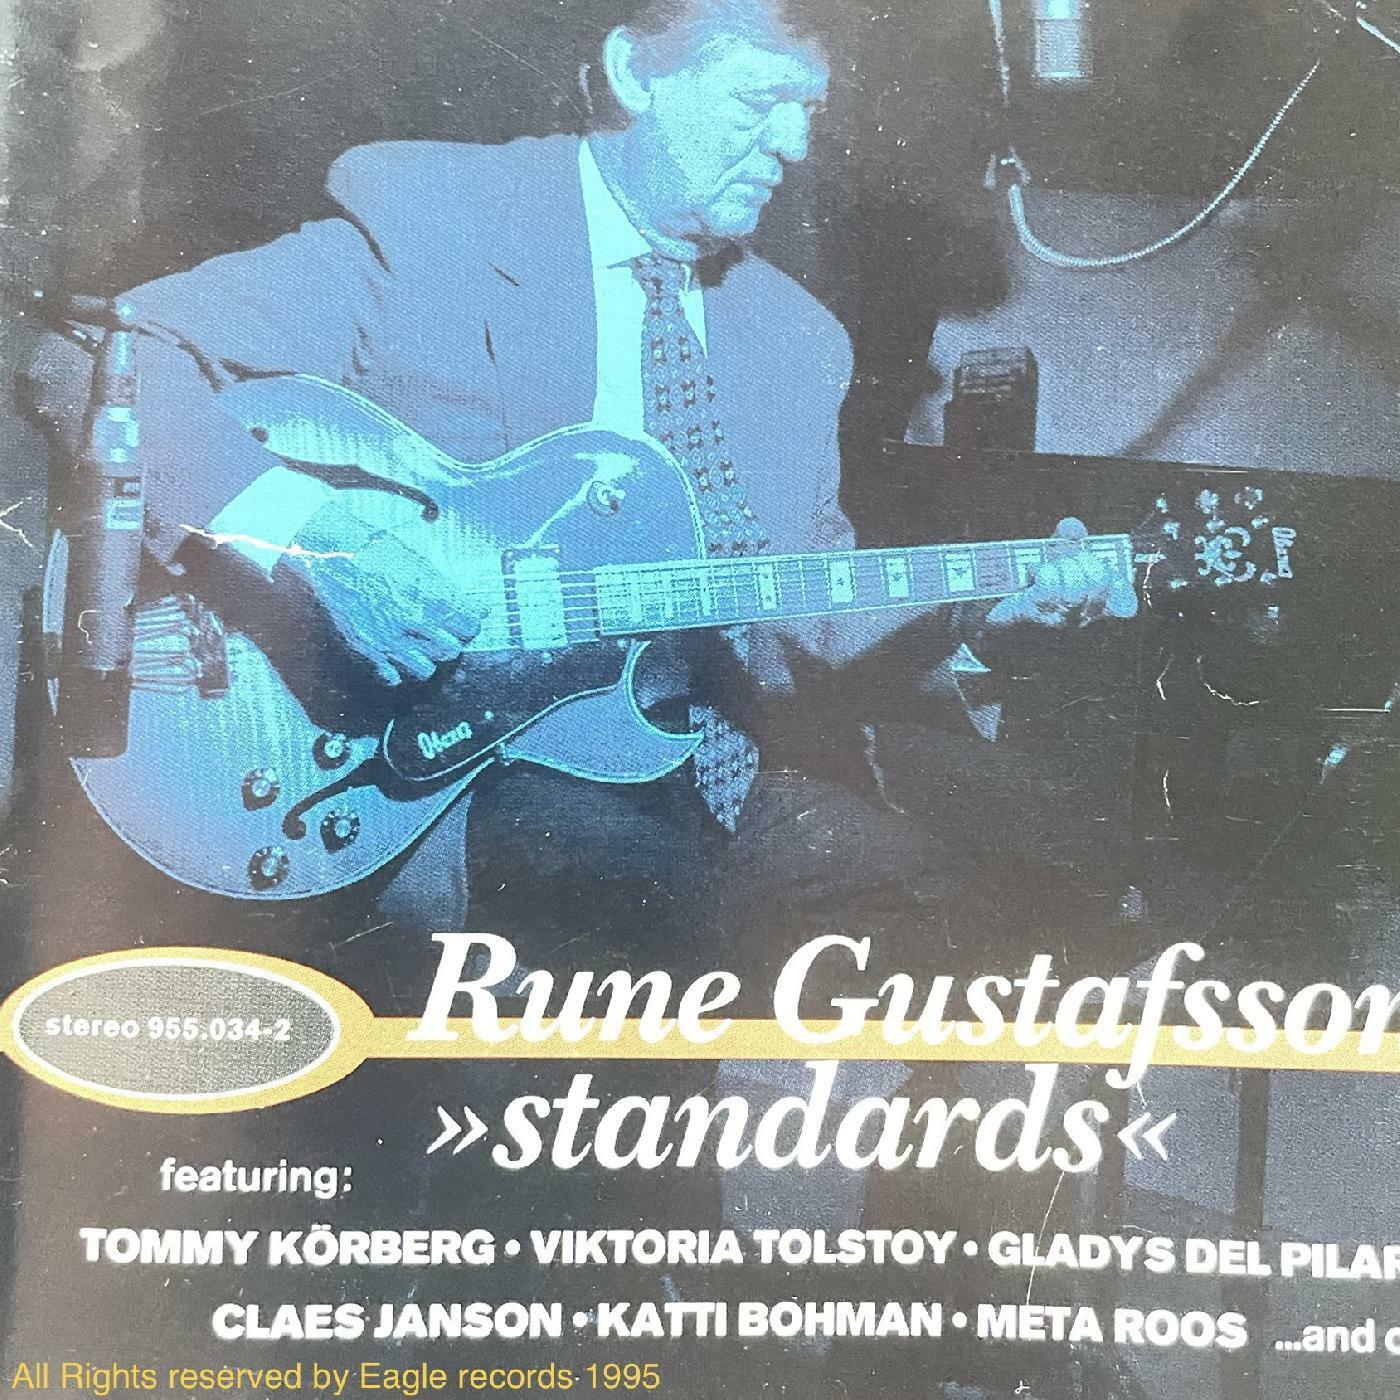 Ibanez
stereo 955.034-2
Rune Gustafsson
»standards«
featuring:
TOMMY KÖRBERG • VIKTORIA TOLSTOY • GLADYS DEL PILAR
CLAES JANSON • KATTI BOHMAN • META ROOS ...and
All Rights reserved by Eagle records 1995